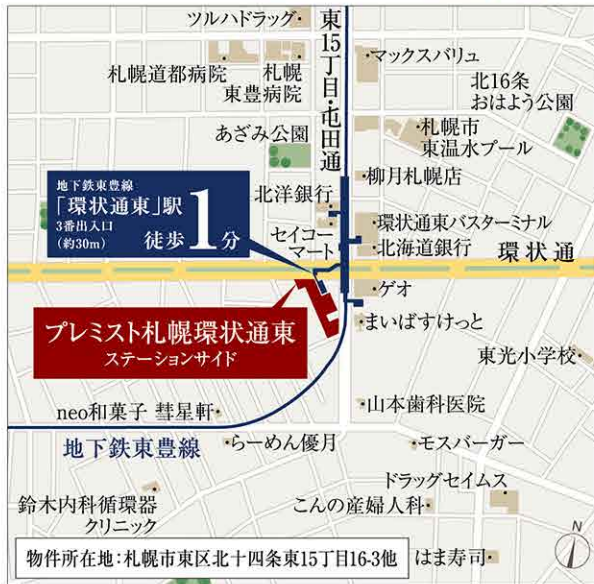 ツルハドラッグ
東15丁目・屯田通
マックスバリュ
札幌道都病院
札幌
東豊病院
北16条
おはよう公園
あざみ公園
札幌市
東温水プール
柳月札幌店
地下鉄東豊線
「環状通東」駅
3番出入口
(約30m)
徒歩1分
北洋銀行
セイコー
マート
環状通東バスターミナル
北海道銀行
環状通
ゲオ
プレミスト札幌環状通東
ステーションサイド
まいばすけっと
東光小学校
neo和菓子 彗星軒
山本歯科医院
地下鉄東豊線
らーめん優月
モスバーガー
ドラッグセイムス
鈴木内科循環器
クリニック
こんの産婦人科
N
物件所在地:札幌市東区北十四条東15丁目16-3他
はま寿司